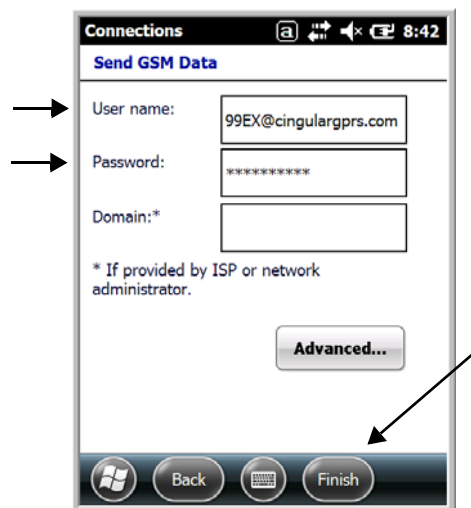 Connections a 8:42
Send GSM Data
User name:
99EX@cingulargprs.com
Password:
**********
Domain:*
* If provided by ISP or network
administrator.
Advanced...
Back Finish